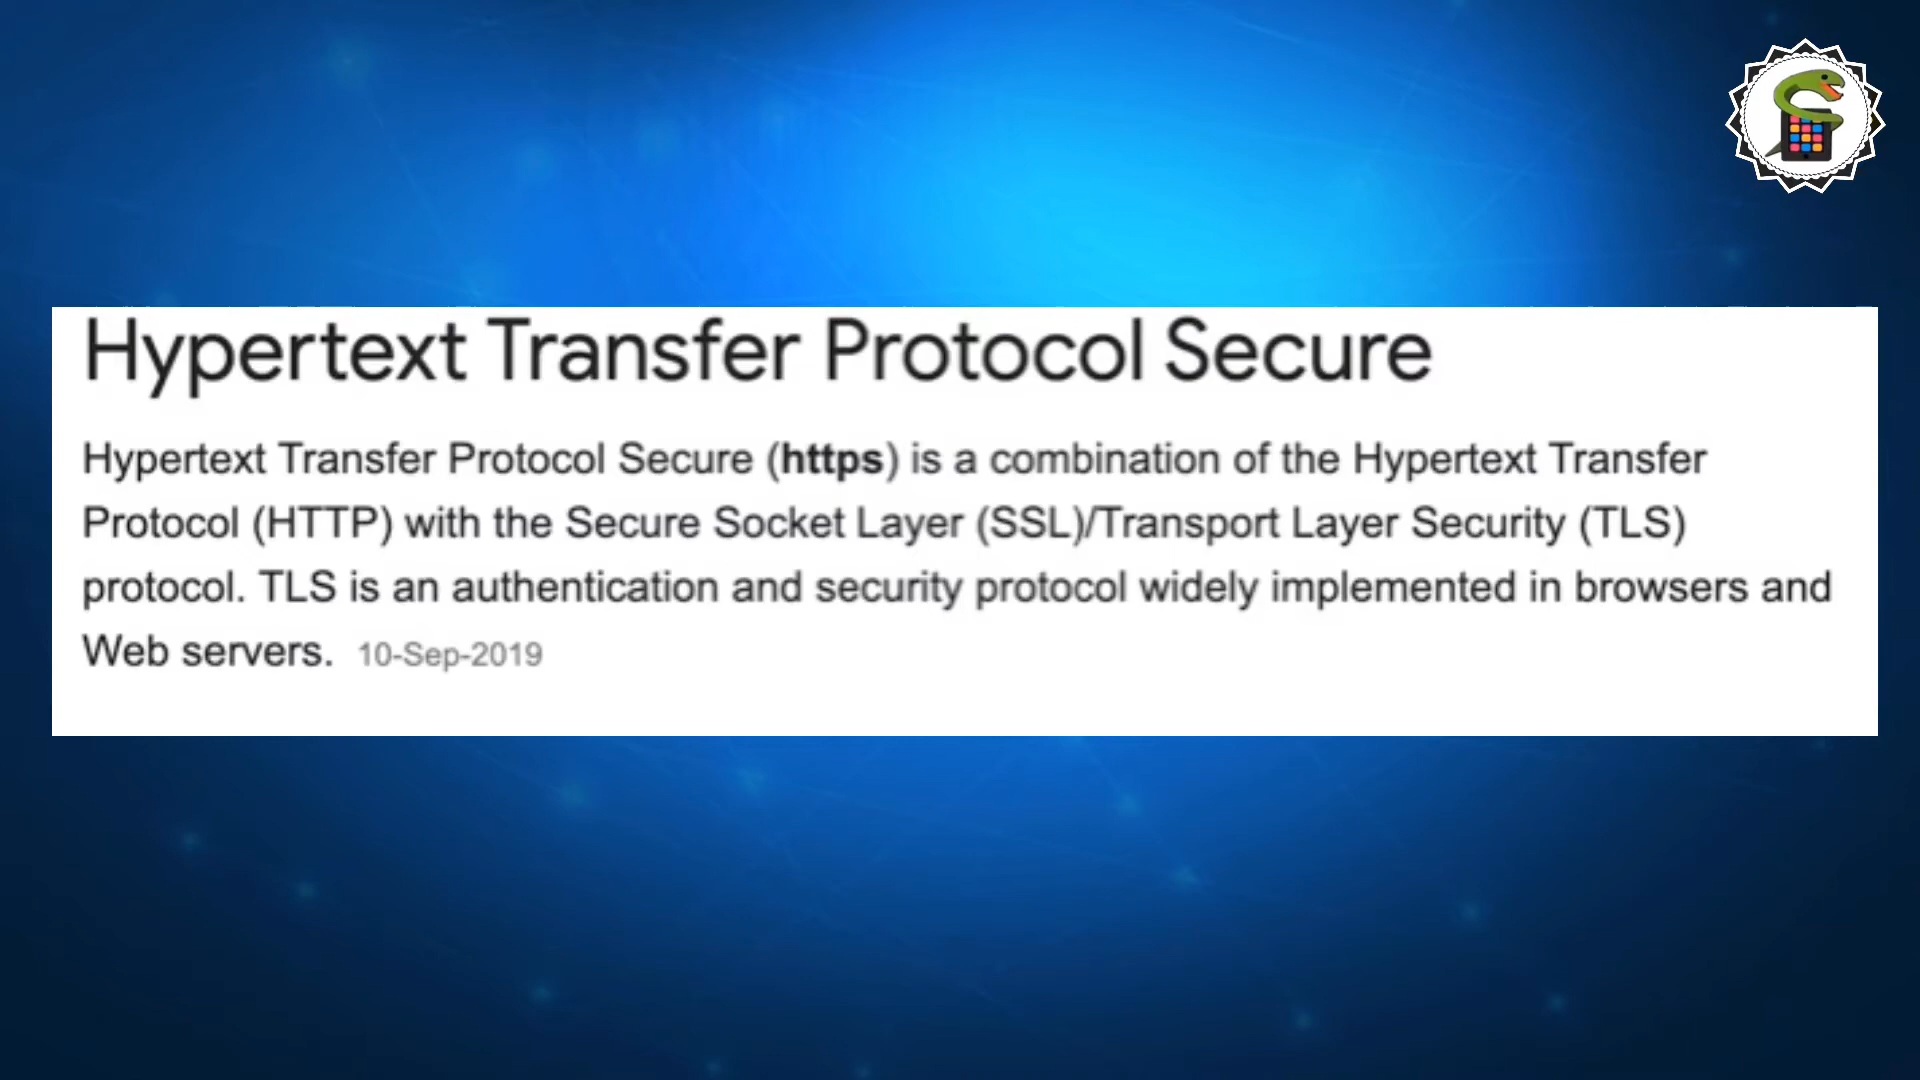 Hypertext Transfer Protocol Secure
Hypertext Transfer Protocol Secure (https) is a combination of the Hypertext Transfer
Protocol (HTTP) with the Secure Socket Layer (SSL)/Transport Layer Security (TLS)
protocol. TLS is an authentication and security protocol widely implemented in browsers and
Web servers. 10-Sep-2019